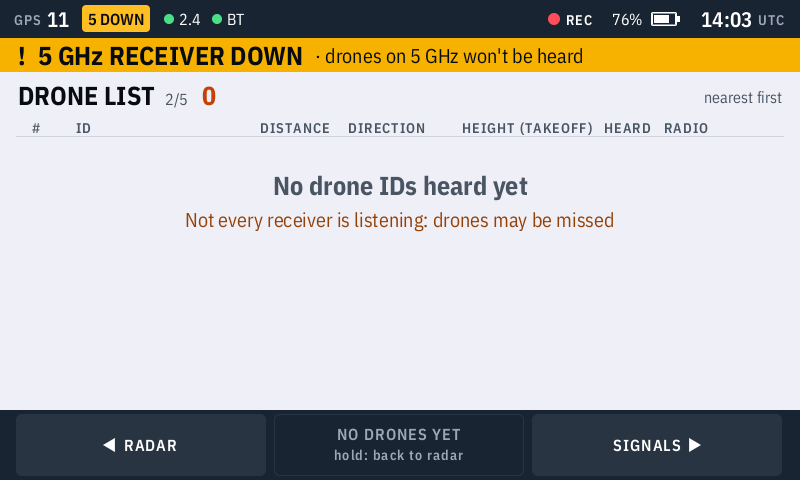 GPS 11 5 DOWN 2.4 BT REC 76% 14:03 UTC
! 5 GHz RECEIVER DOWN · drones on 5 GHz won't be heard
DRONE LIST 2/5 0 nearest first
# ID DISTANCE DIRECTION HEIGHT (TAKEOFF) HEARD RADIO
No drone IDs heard yet
Not every receiver is listening: drones may be missed
◀ RADAR
NO DRONES YET
hold: back to radar
SIGNALS ▶